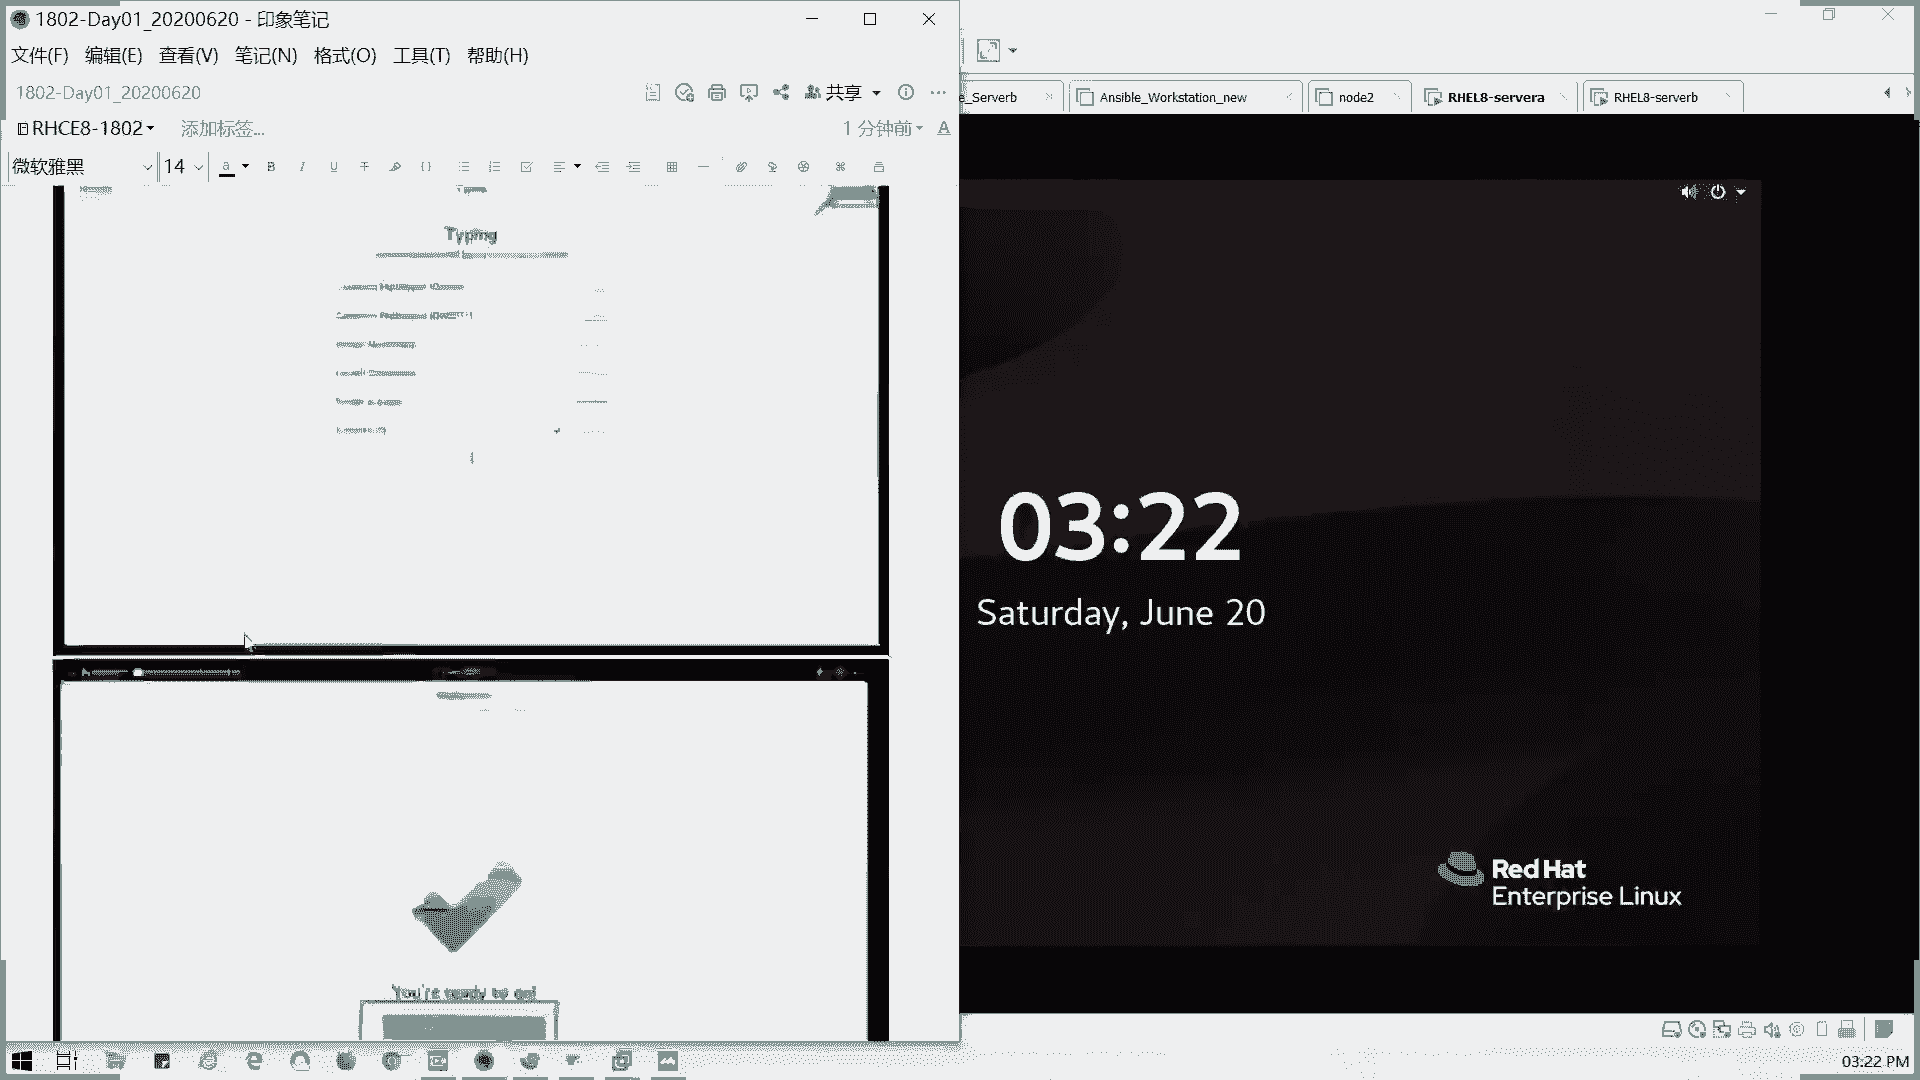 1802-Day01_20200620 - 印象笔记
文件(F) 编辑(E) 查看(V) 笔记(N) 格式(O) 工具(T) 帮助(H)
1802-Day01_20200620
共享
RHCE8-1802
添加标签...
1 分钟前
微软雅黑
14
Typing
You're ready to go!
e_Serverb
Ansible_Workstation_new
node2
RHEL8-servera
RHEL8-serverb
03:22
Saturday, June 20
Red Hat
Enterprise Linux
03:22 PM